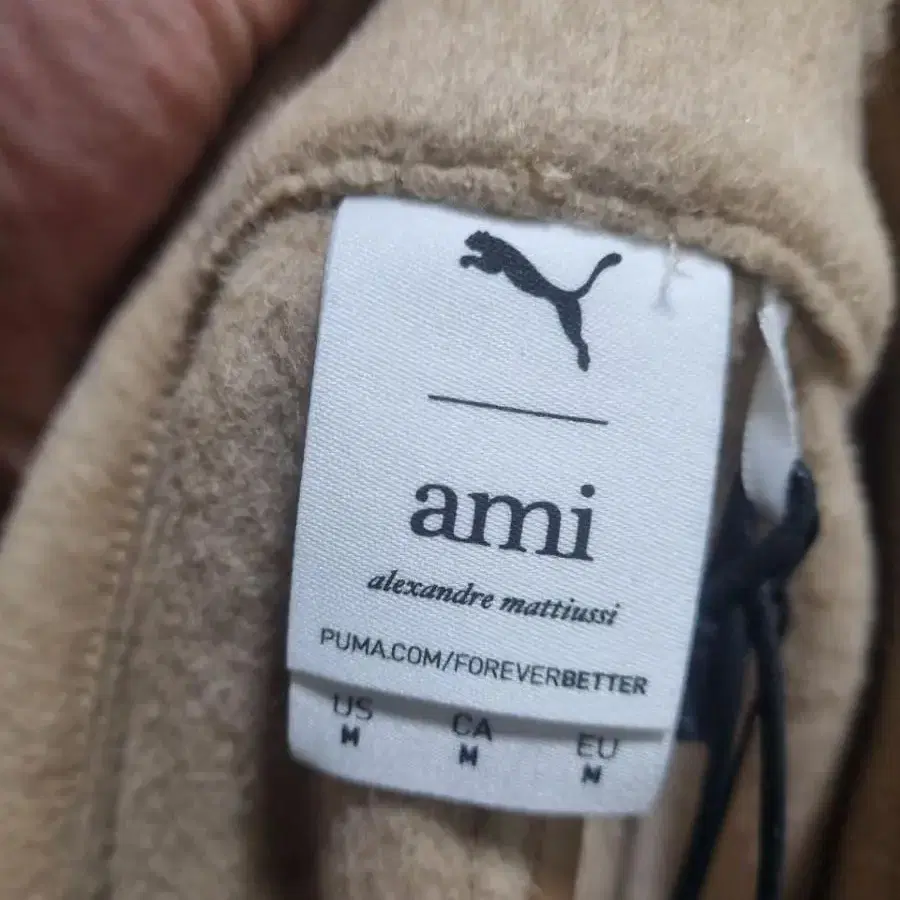 ami
alexandre mattiussi
PUMA.COM/FOREVERBETTER
US CA EU
M M M